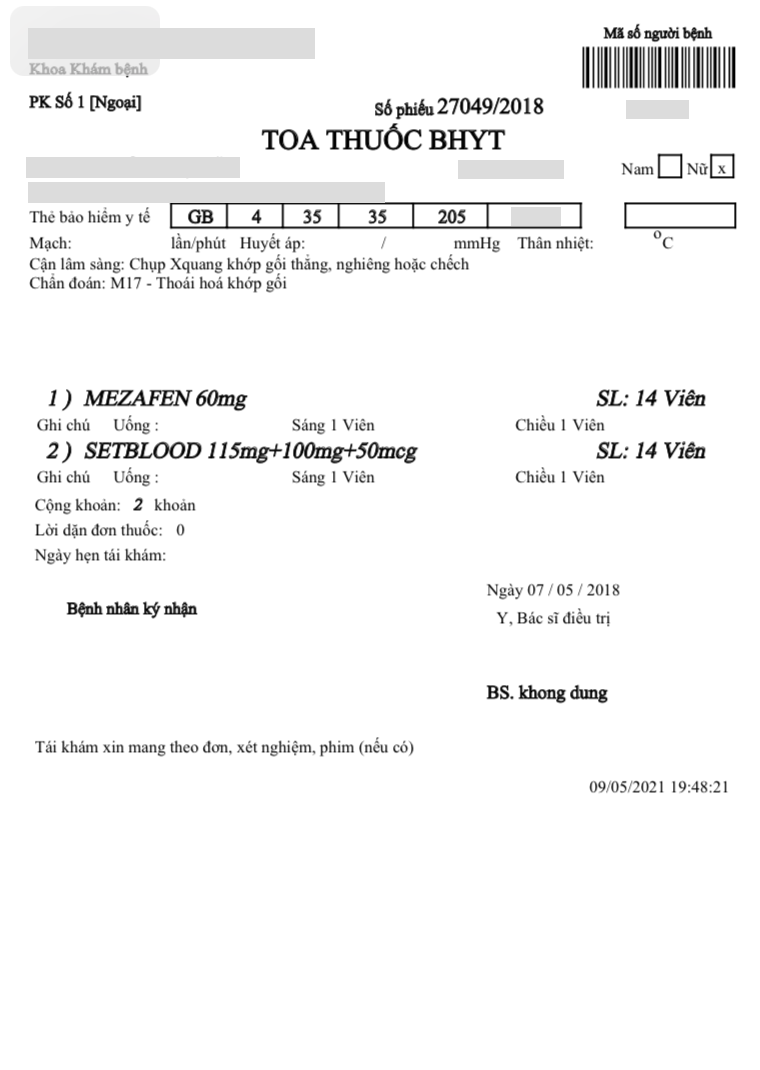 Mã số người bệnh
Khoa Khám bệnh
PK Số 1 [Ngoại]
Số phiếu 27049/2018
TOA THUỐC BHYT
Nam Nữ x
Thẻ bảo hiểm y tế GB 4 35 35 205
Mạch: lần/phút Huyết áp: / mmHg Thân nhiệt: °C
Cận lâm sàng: Chụp Xquang khớp gối thẳng, nghiêng hoặc chếch
Chẩn đoán: M17 - Thoái hoá khớp gối
1 ) MEZAFEN 60mg SL: 14 Viên
Ghi chú Uống : Sáng 1 Viên Chiều 1 Viên
2 ) SETBLOOD 115mg+100mg+50mcg SL: 14 Viên
Ghi chú Uống : Sáng 1 Viên Chiều 1 Viên
Cộng khoản: 2 khoản
Lời dặn đơn thuốc: 0
Ngày hẹn tái khám:
Ngày 07 / 05 / 2018
Bệnh nhân ký nhận
Y, Bác sĩ điều trị
BS. khong dung
Tái khám xin mang theo đơn, xét nghiệm, phim (nếu có)
09/05/2021 19:48:21